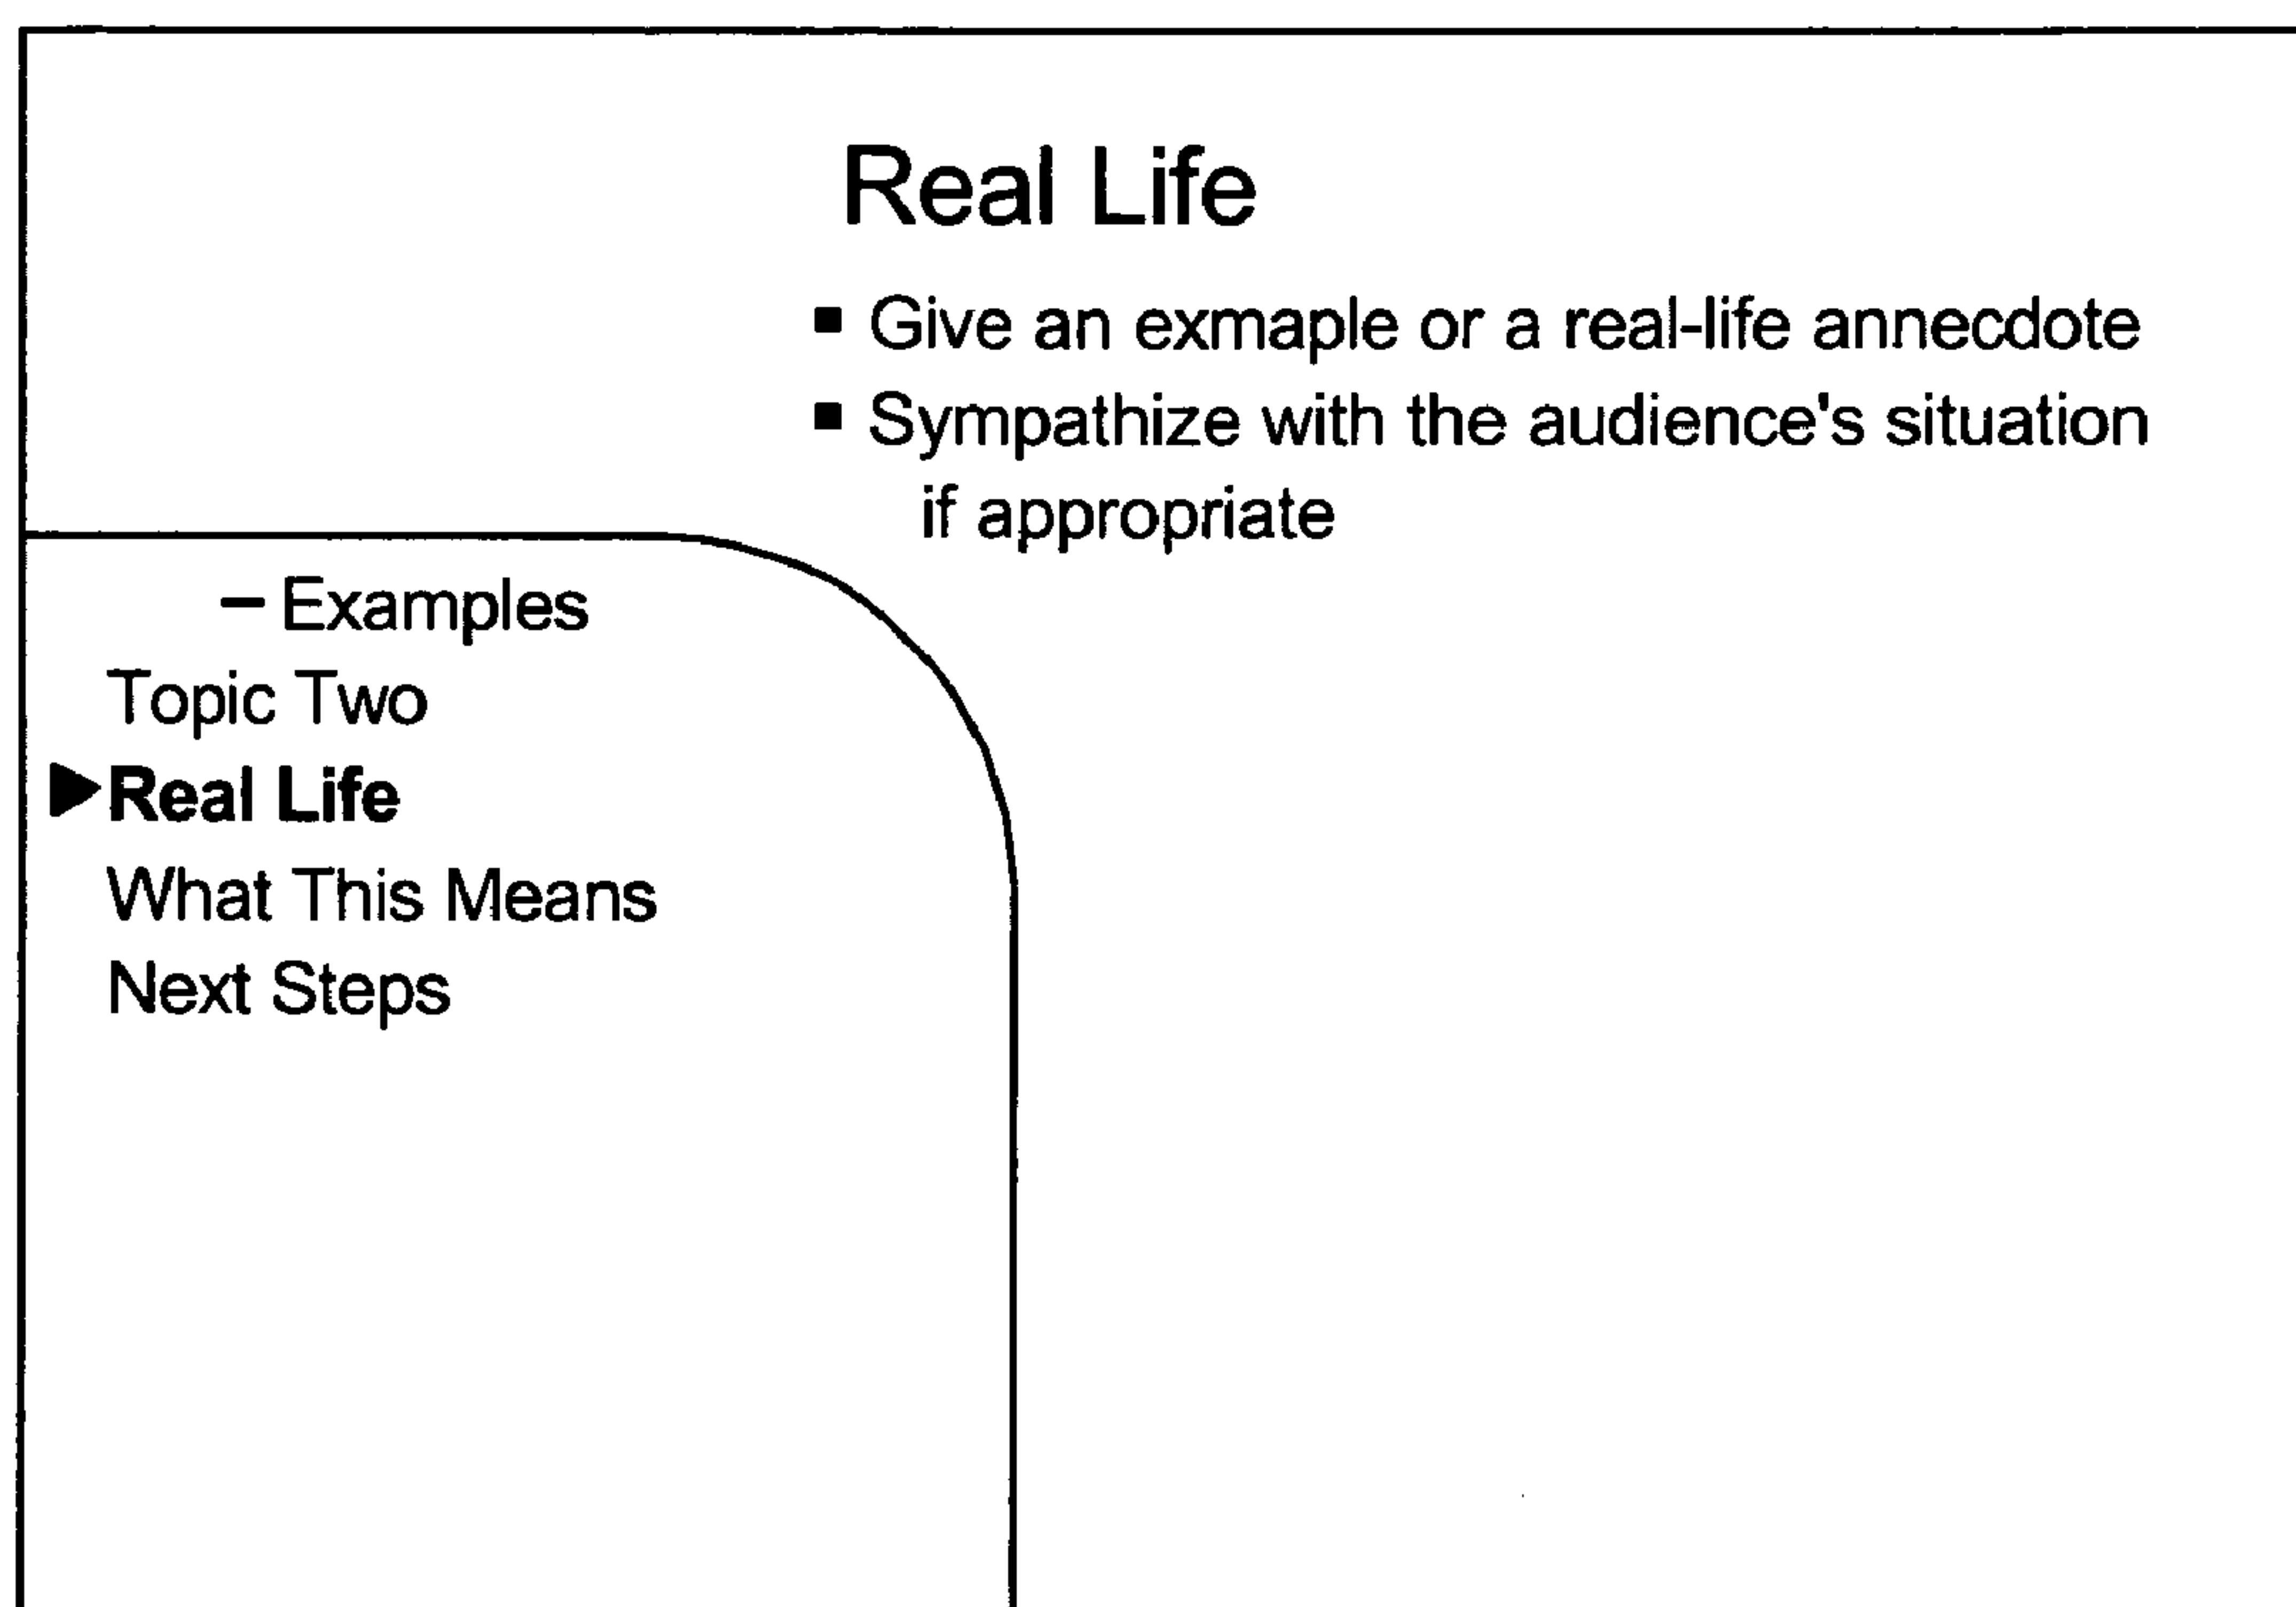 Real Life
▪ Give an exmaple or a real-life annecdote
▪ Sympathize with the audience's situation
if appropriate
– Examples
Topic Two
▶Real Life
What This Means
Next Steps